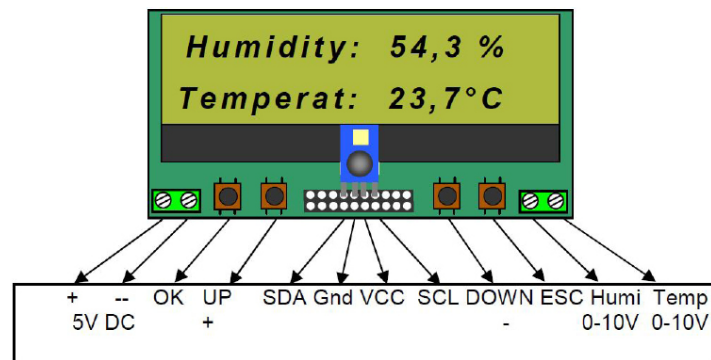 Humidity: 54,3 %
Temperat: 23,7°C
+ -- OK UP SDA Gnd VCC SCL DOWN ESC Humi Temp
5V DC + - 0-10V 0-10V